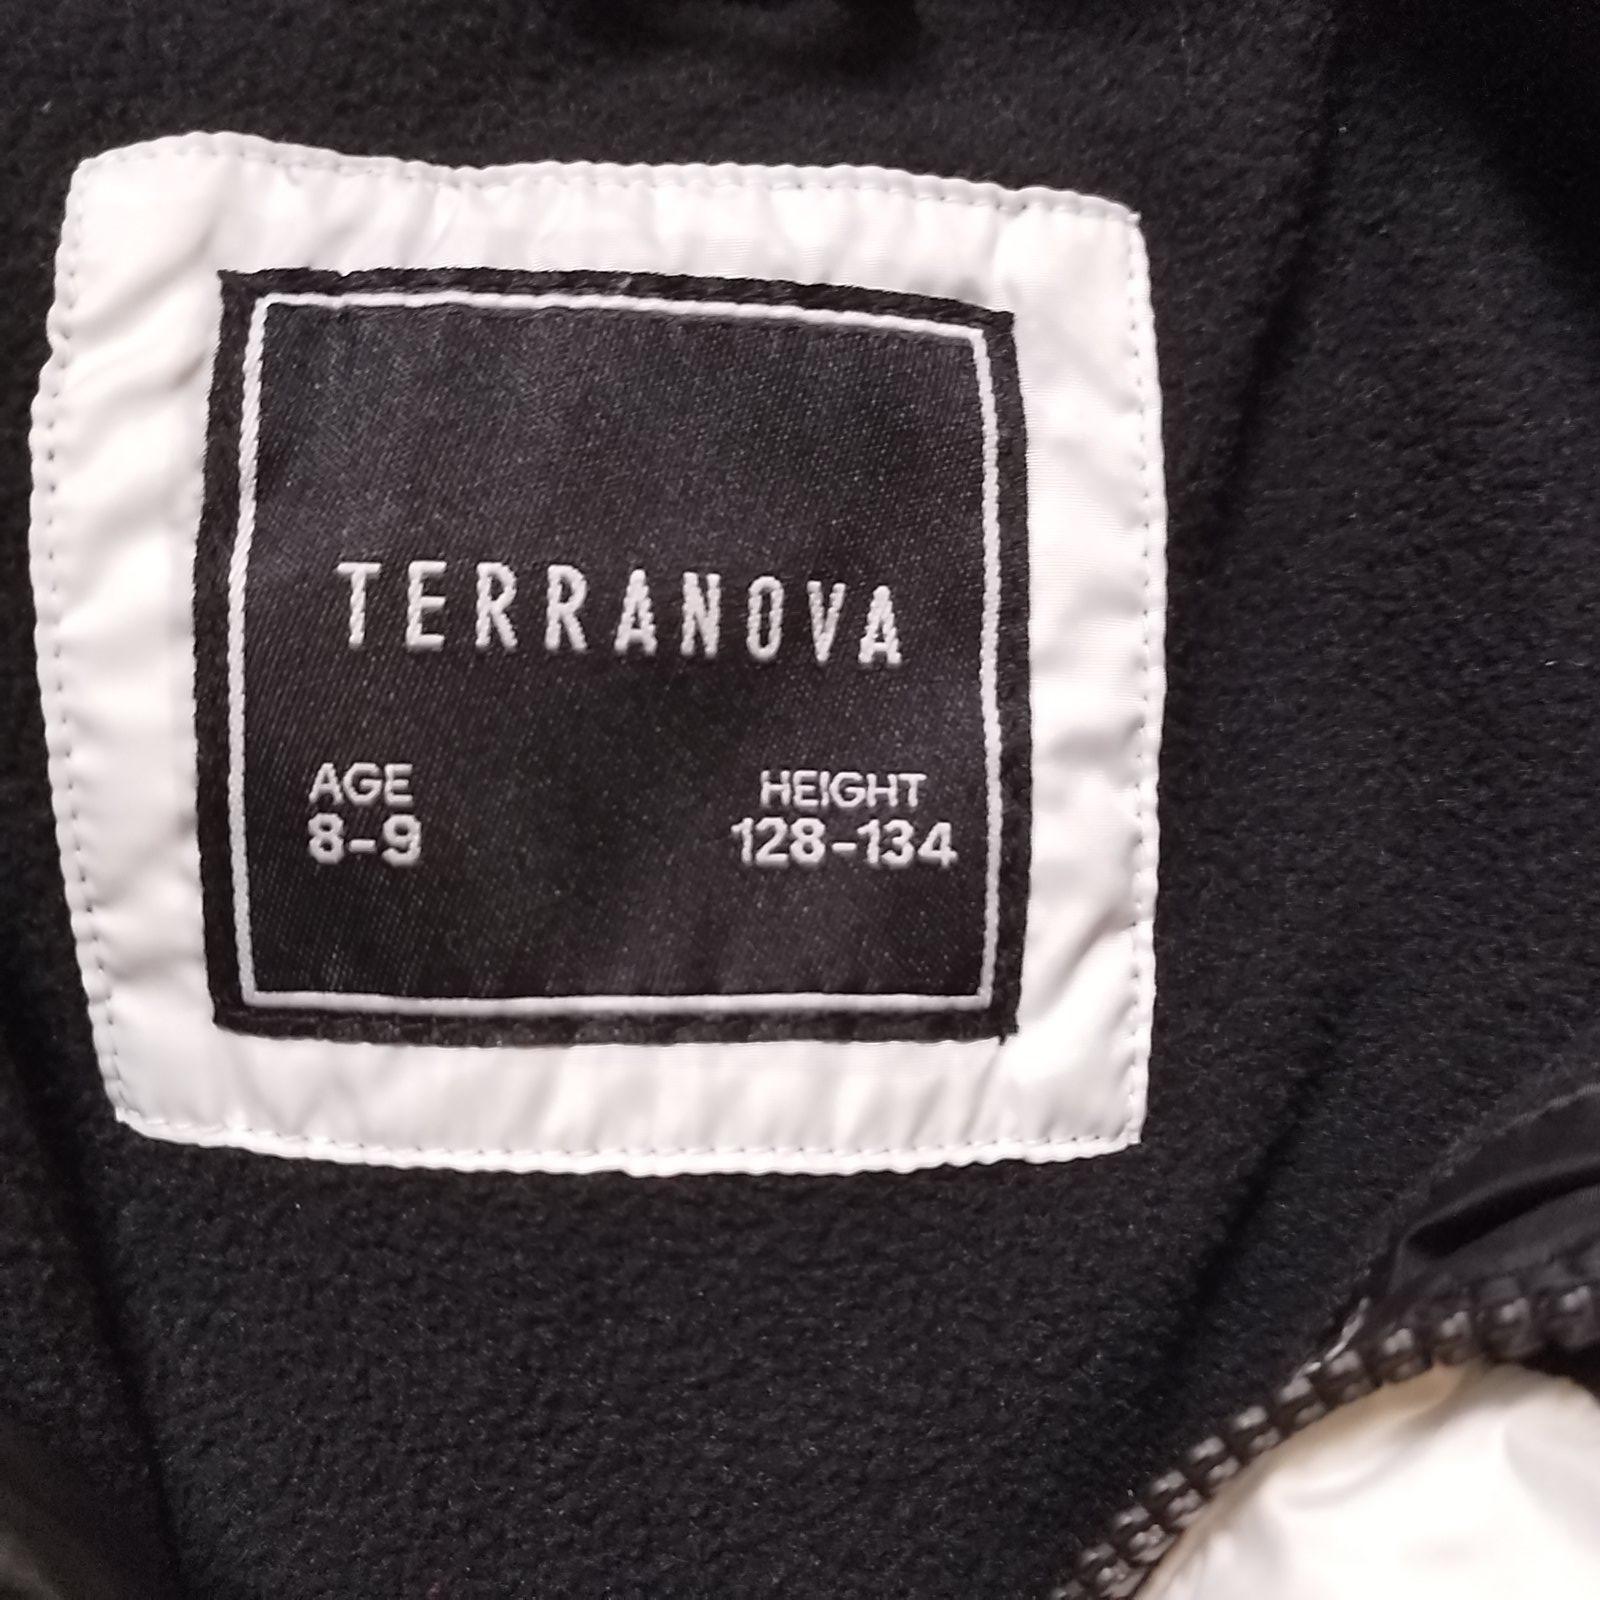 TERRANOVA
AGE HEIGHT
8-9 128-134